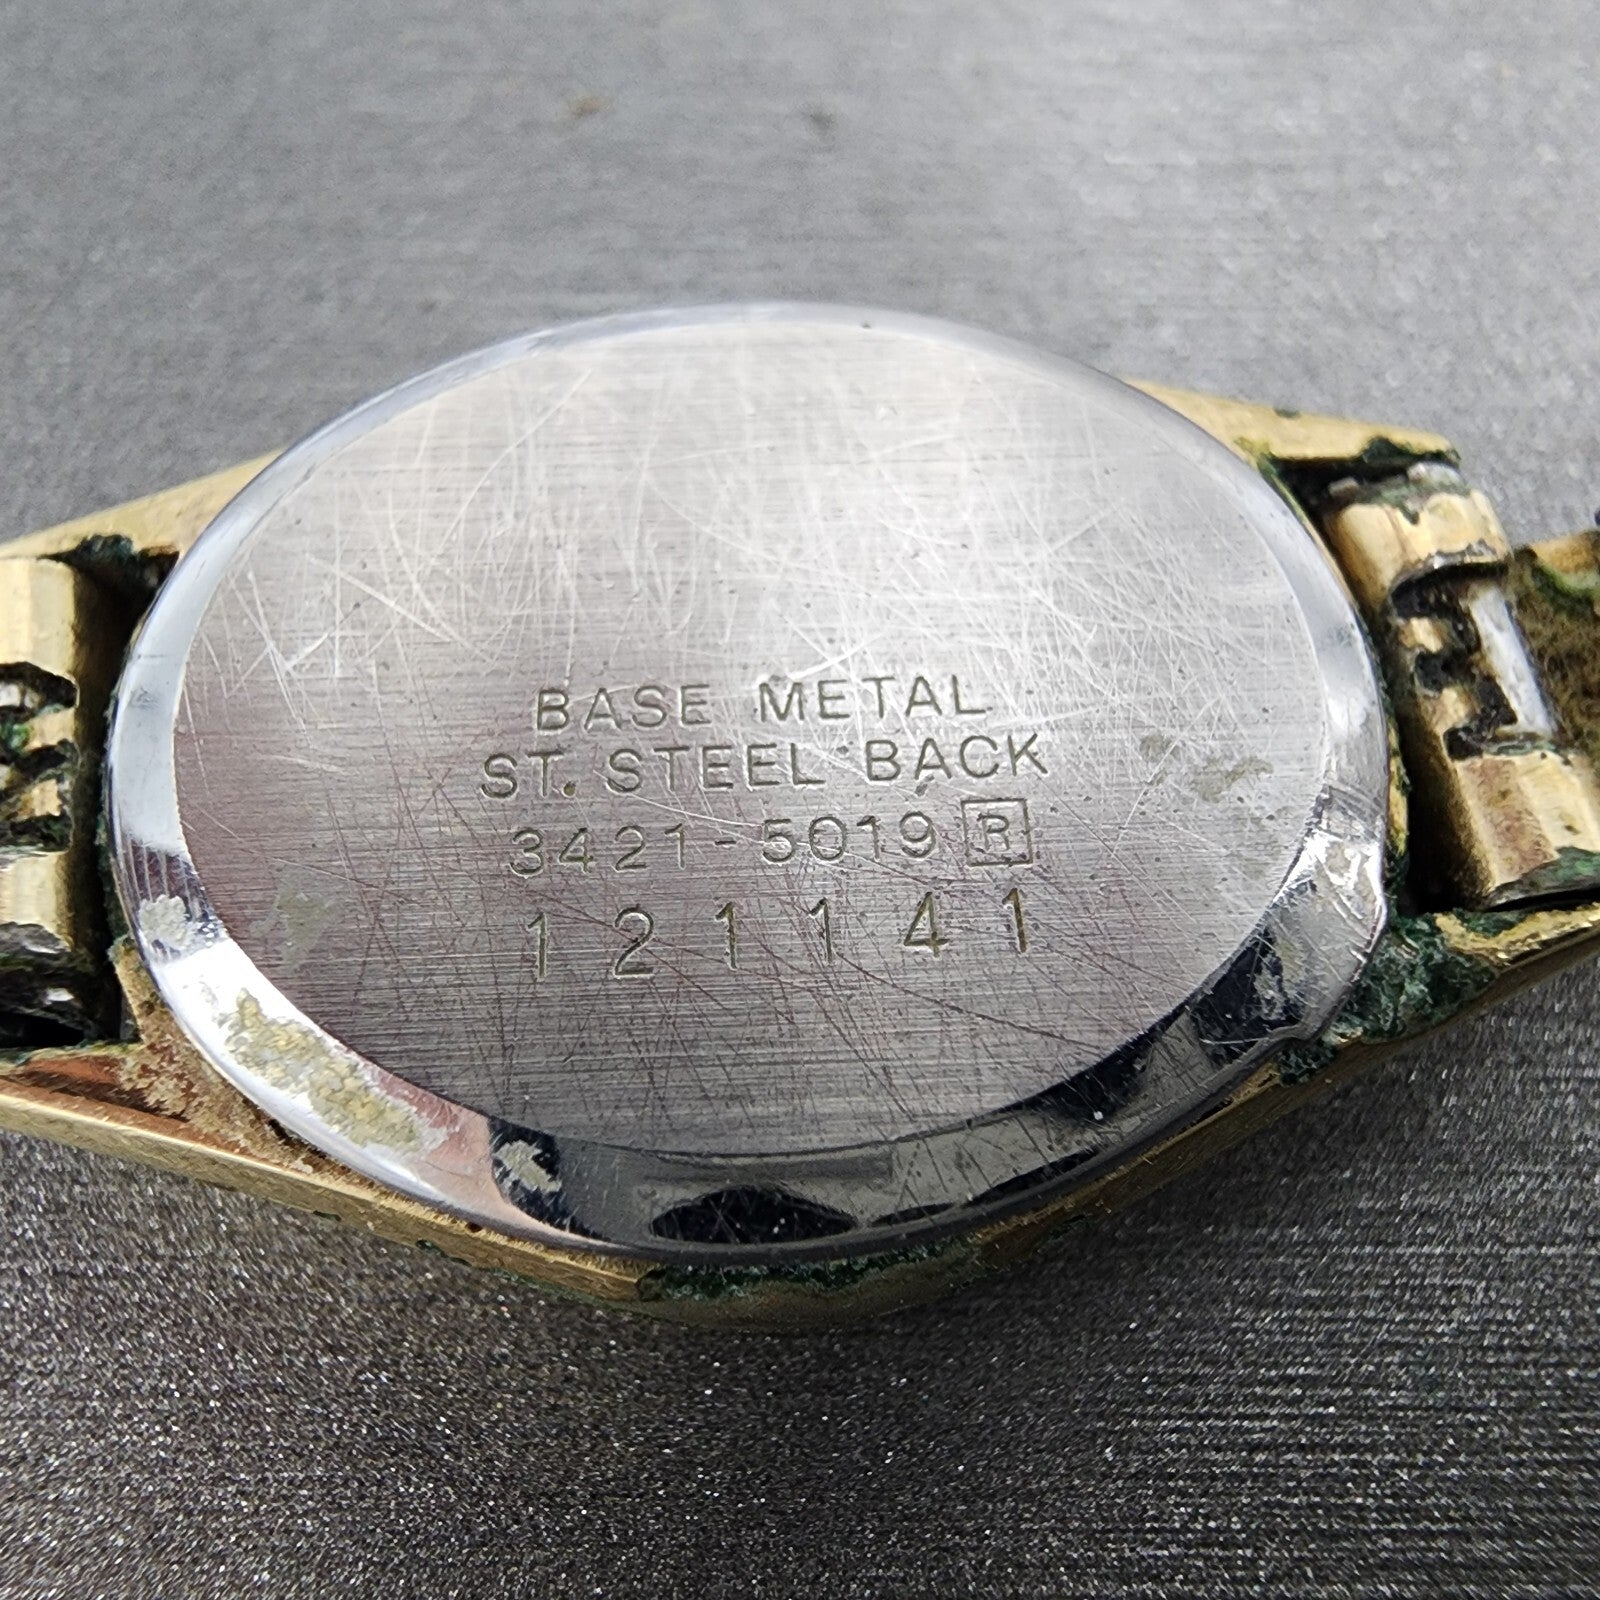 BASE METAL
ST. STEEL BACK
3421-5019 R
121141